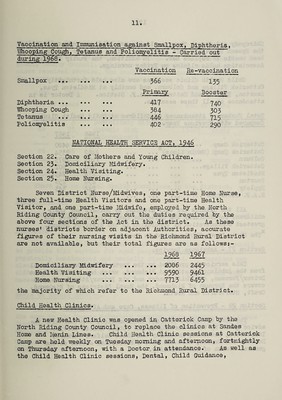 11.
Vaccination and Immunisation against Smallpox, Diphtheria,
Whooping Cough, Tetanus and Poliomyelitis - Carried out
during 1968.
Vaccination Re-vaccination
Smallpox ... ... ... 366 135
Primary Booster
Diphtheria ... ... ... 417 740
Whooping Cough ... ... 384 303
Tetanus ... ... 446 715
Poliomyelitis ... ... 402 290
NATIONAL HEALTH SERVICE ACT, 1946
Section 22. Care of Mothers and Young Children.
Section 23. Domiciliary Midwifery.
Section 24. Health Visiting.
Section 25. Home Nursing.
Seven District Nurse/Midwives, one part-time Home Nurse,
three full-time Health Visitors and one part-time Health
Visitor, and one part-time Midwife, employed by the North
Riding County Council, carry out the duties required by the
above four sections of the Act in the district. As these
nurses' districts border on adjacent Authorities, accurate
figures of their nursing visits in the Richmond Rural District
are not available, but their total figures are as follows:-
1968 1967
Domiciliary Midwifery ... ... 2086 2445
Health Visiting ... ... 9590 9461
Home Nursing ... ... 7713 6455
the majority of which refer to the Richmond Rural District.
Child Health Clinics.
A new Health Clinic was opened in Catterick Camp by the
North Riding County Council, to replace the clinics at Sandes
Home and Menin Lines. Child Health Clinic sessions at Catterick
Camp are held weekly on Tuesday morning and afternoon, fortnightly
on Thursday afternoon, with a Doctor in attendance. As well as
the Child Health Clinic sessions, Dental, Child Guidance,